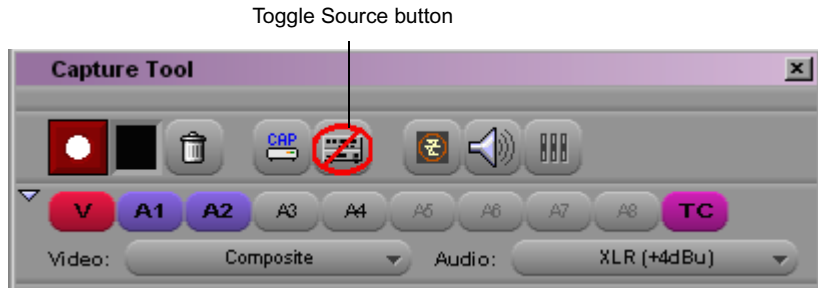 Toggle Source button
Capture Tool
CAP
V A1 A2 A3 A4 A5 A6 A7 A8 TC
Video: Composite Audio: XLR (+4dBu)